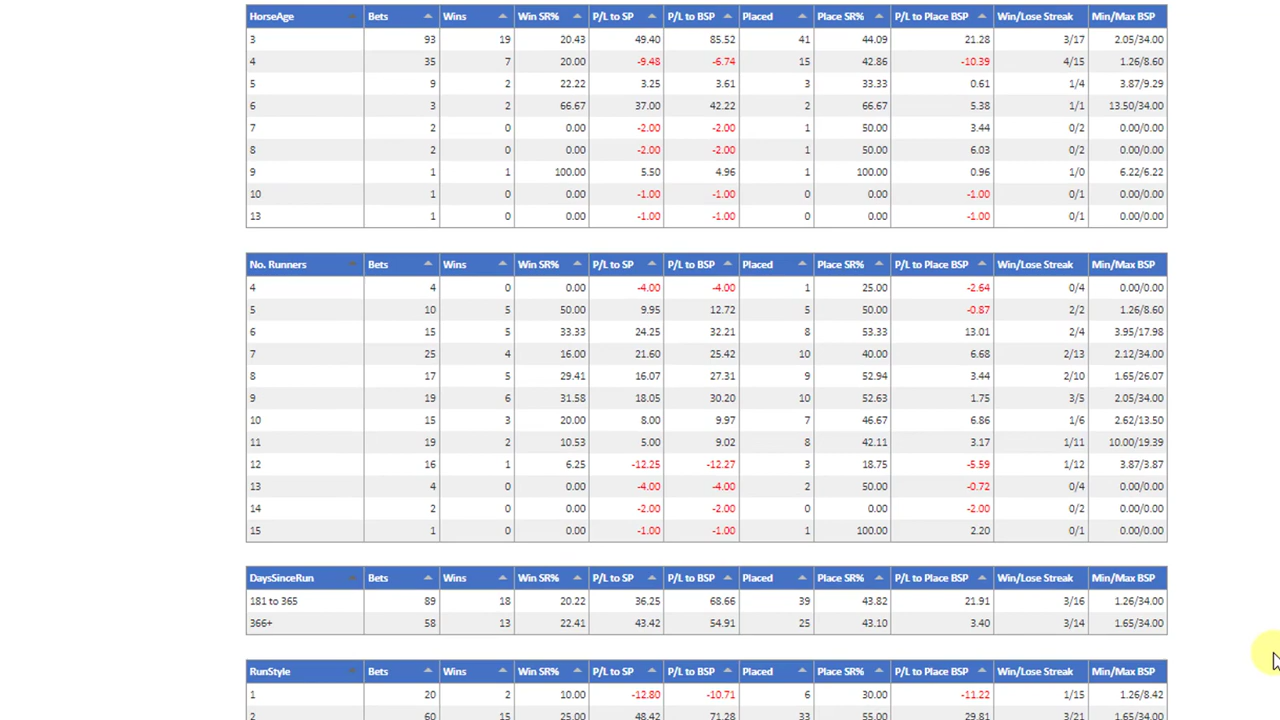 HorseAge Bets Wins Win SR% P/L to SP P/L to BSP Placed Place SR% P/L to Place BSP Win/Lose Streak Min/Max BSP
3 93 19 20.43 49.40 85.52 41 44.09 21.28 3/17 2.05/34.00
4 35 7 20.00 -9.48 -6.74 15 42.86 -10.39 4/15 1.26/8.60
5 9 2 22.22 3.25 3.61 3 33.33 0.61 1/4 3.87/9.29
6 3 2 66.67 37.00 42.22 2 66.67 5.38 1/1 13.50/34.00
7 2 0 0.00 -2.00 -2.00 1 50.00 3.44 0/2 0.00/0.00
8 2 0 0.00 -2.00 -2.00 1 50.00 6.03 0/2 0.00/0.00
9 1 1 100.00 5.50 4.96 1 100.00 0.96 1/0 6.22/6.22
10 1 0 0.00 -1.00 -1.00 0 0.00 -1.00 0/1 0.00/0.00
13 1 0 0.00 -1.00 -1.00 0 0.00 -1.00 0/1 0.00/0.00
No. Runners Bets Wins Win SR% P/L to SP P/L to BSP Placed Place SR% P/L to Place BSP Win/Lose Streak Min/Max BSP
4 4 0 0.00 -4.00 -4.00 1 25.00 -2.64 0/4 0.00/0.00
5 10 5 50.00 9.95 12.72 5 50.00 -0.87 2/2 1.26/8.60
6 15 5 33.33 24.25 32.21 8 53.33 13.01 2/4 3.95/17.98
7 25 4 16.00 21.60 25.42 10 40.00 6.68 2/13 2.12/34.00
8 17 5 29.41 16.07 27.31 9 52.94 3.44 2/10 1.65/26.07
9 19 6 31.58 18.05 30.20 10 52.63 1.75 3/5 2.05/34.00
10 15 3 20.00 8.00 9.97 7 46.67 6.86 1/6 2.62/13.50
11 19 2 10.53 5.00 9.02 8 42.11 3.17 1/11 10.00/19.39
12 16 1 6.25 -12.25 -12.27 3 18.75 -5.59 1/12 3.87/3.87
13 4 0 0.00 -4.00 -4.00 2 50.00 -0.72 0/4 0.00/0.00
14 2 0 0.00 -2.00 -2.00 0 0.00 -2.00 0/2 0.00/0.00
15 1 0 0.00 -1.00 -1.00 1 100.00 2.20 0/1 0.00/0.00
DaysSinceRun Bets Wins Win SR% P/L to SP P/L to BSP Placed Place SR% P/L to Place BSP Win/Lose Streak Min/Max BSP
181 to 365 89 18 20.22 36.25 68.66 39 43.82 21.91 3/16 1.26/34.00
366+ 58 13 22.41 43.42 54.91 25 43.10 3.40 3/14 1.65/34.00
RunStyle Bets Wins Win SR% P/L to SP P/L to BSP Placed Place SR% P/L to Place BSP Win/Lose Streak Min/Max BSP
1 20 2 10.00 -12.80 -10.71 6 30.00 -11.22 1/15 1.26/8.42
2 60 15 25.00 48.42 71.28 33 55.00 29.81 3/21 1.65/34.00